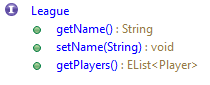 League
getName() : String
setName(String) : void
getPlayers() : EList<Player>